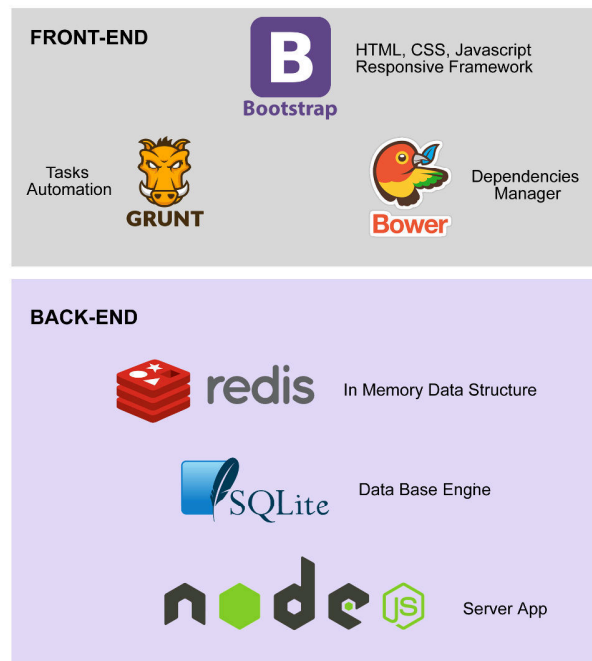 FRONT-END
B
Bootstrap
HTML, CSS, Javascript
Responsive Framework
Tasks
Automation
GRUNT
Bower
Dependencies
Manager
BACK-END
redis
In Memory Data Structure
SQLite
Data Base Engine
node
JS
Server App